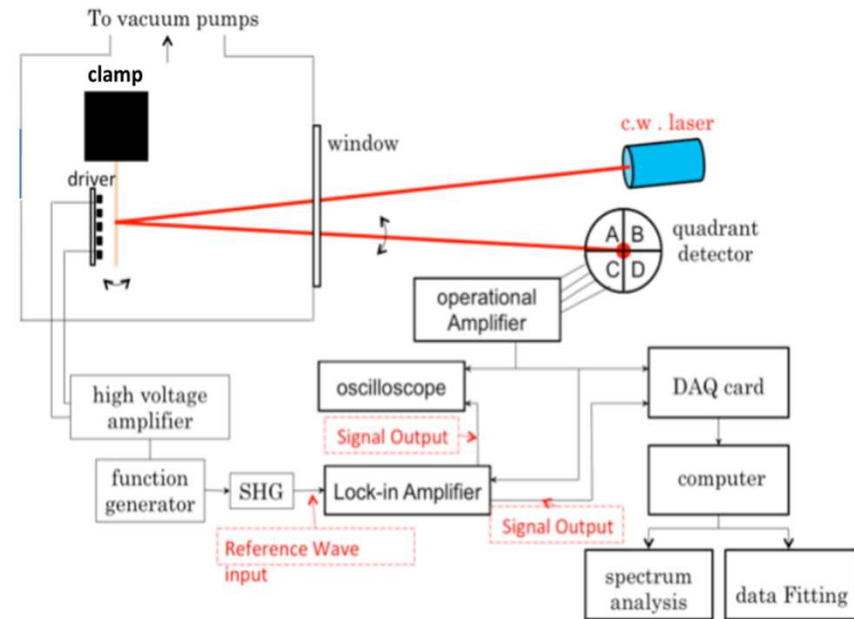 To vacuum pumps
clamp
c.w . laser
window
driver
A B
C D
quadrant
detector
operational
Amplifier
oscilloscope
DAQ card
high voltage
amplifier
Signal Output
function
generator
SHG
Lock-in Amplifier
computer
Signal Output
Reference Wave
input
spectrum
analysis
data Fitting